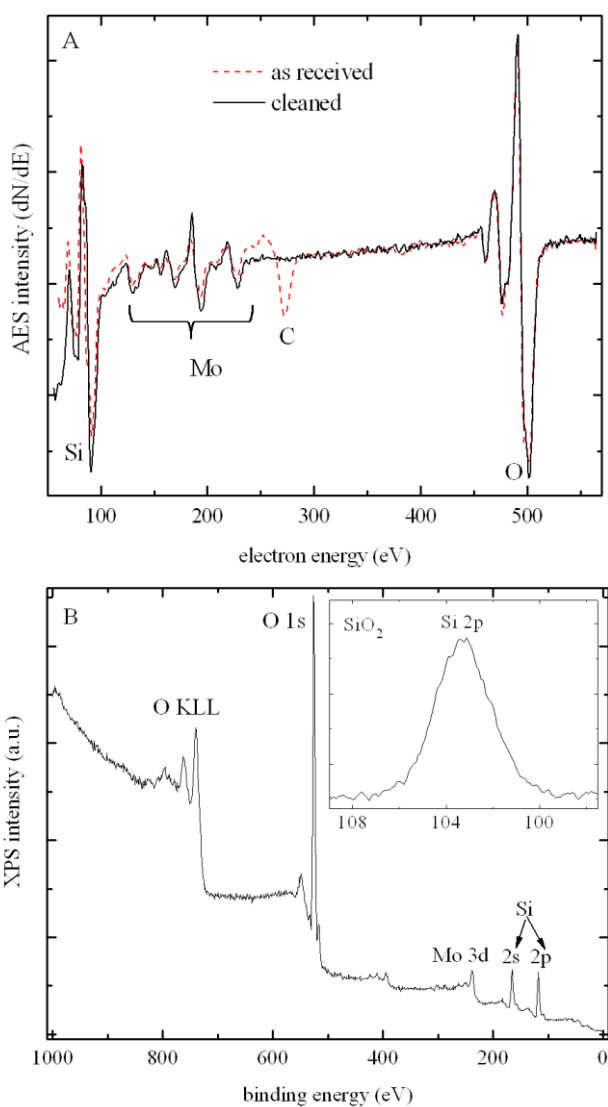 A
as received
cleaned
AES intensity (dN/dE)
Si
Mo
C
O
100 200 300 400 500
electron energy (eV)
B
O 1s
O KLL
SiO₂
Si 2p
108 104 100
XPS intensity (a.u.)
Si
Mo 3d 2s 2p
1000 800 600 400 200 0
binding energy (eV)